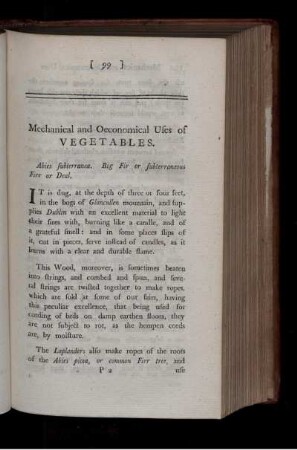 [ 99 ]
Mechanical and Oeconomical Uses of
VEGETABLES.
Abies subterranea. Bog Fir or subterraneous
Firr or Deal.
IT is dug, at the depth of three or four feet,
in the bogs of Glancullen mountain, and sup-
plies Dublin with an excellent material to light
their fires with, burning like a candle, and of
a grateful smell: and in some places slips of
it, cut in pieces, serve instead of candles, as it
burns with a clear and durable flame.
This Wood, moreover, is sometimes beaten
into strings, and combed and spun, and seve-
ral strings are twisted together to make ropes,
which are sold at some of our fairs, having
this peculiar excellence, that being used for
cording of beds on damp earthen floors, they
are not subject to rot, as the hempen cords
are, by moisture.
The Laplanders also make ropes of the roots
of the Abies picea, or common Firr tree, and
P 2 use